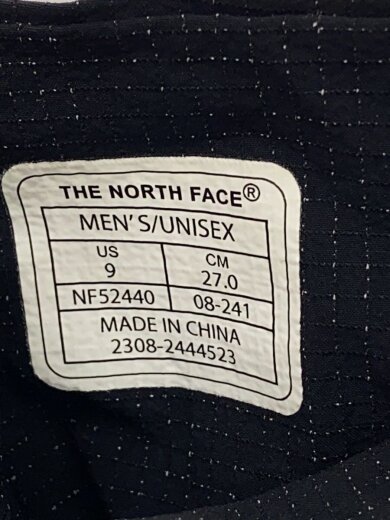 THE NORTH FACE®
MEN'S/UNISEX
US CM
9 27.0
NF52440 08-241
MADE IN CHINA
2308-2444523